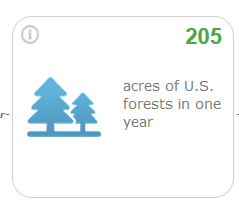 205
acres of U.S.
forests in one
year